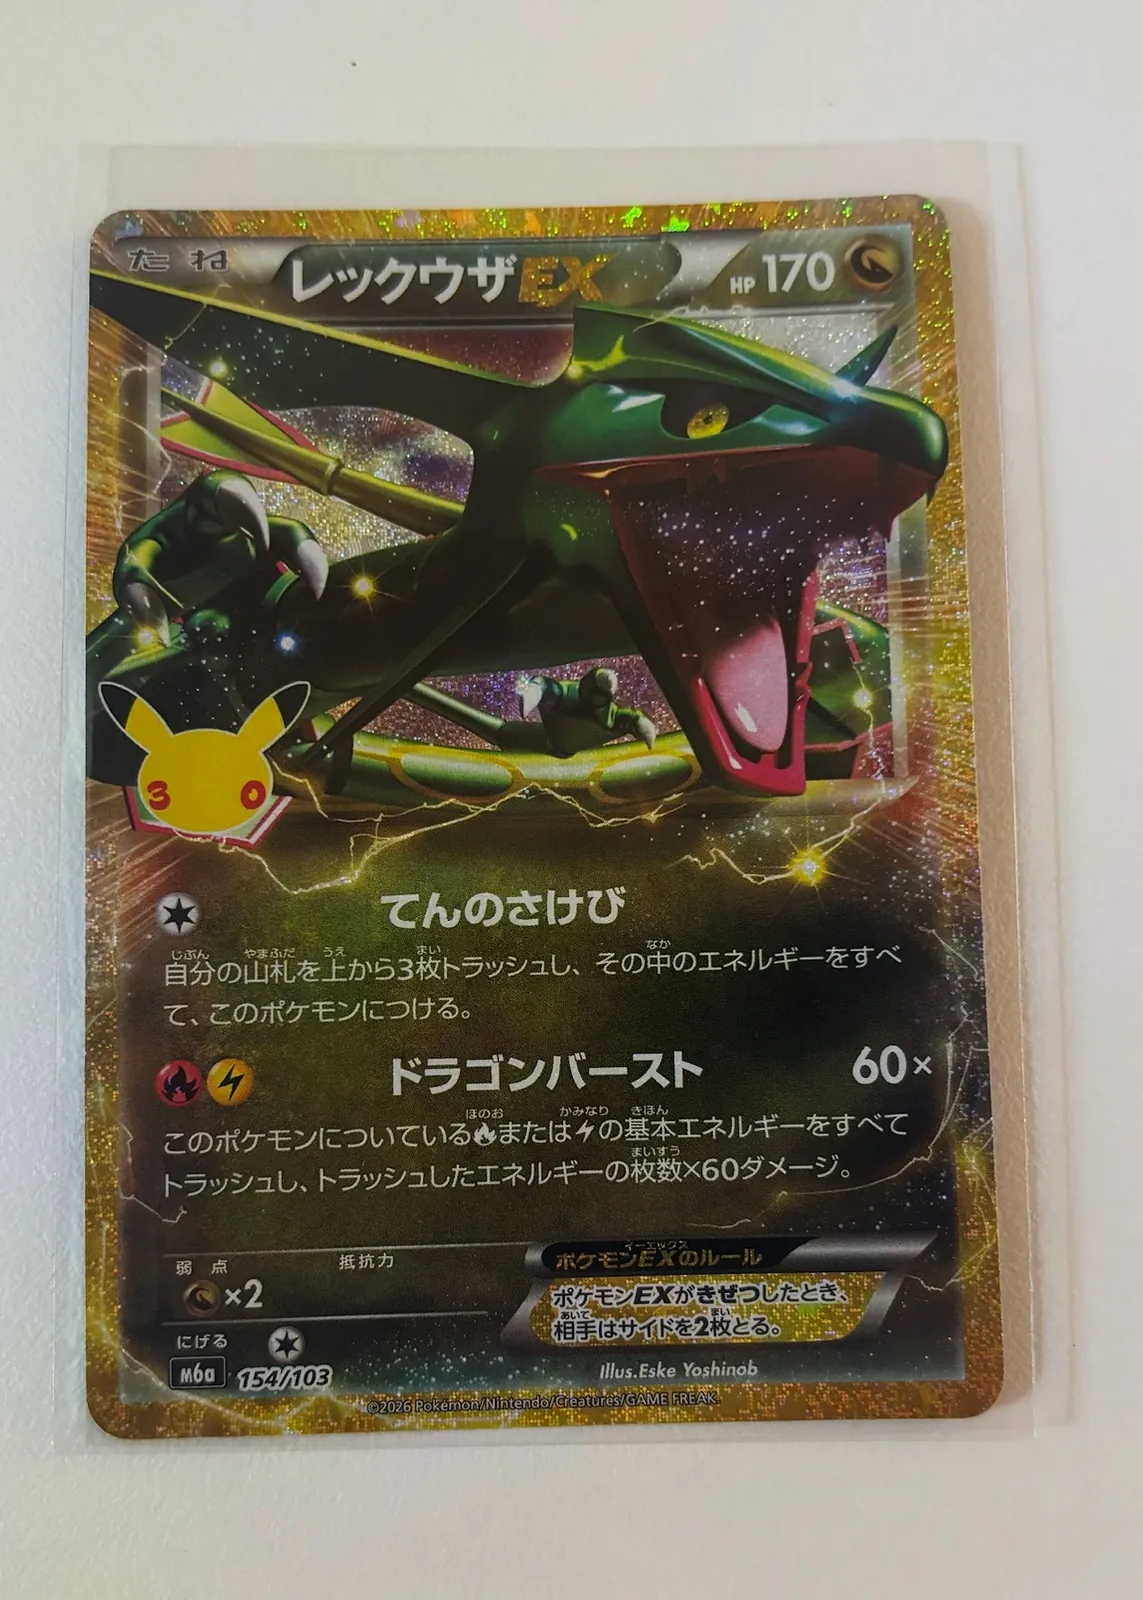 たね レックウザEX HP 170
30
てんのさけび
自分の山札を上から3枚トラッシュし、その中のエネルギーをすべ
て、このポケモンにつける。
ドラゴンバースト 60×
このポケモンについている🔥または⚡の基本エネルギーをすべて
トラッシュし、トラッシュしたエネルギーの枚数×60ダメージ。
弱点 抵抗力
×2
にげる
ポケモンEXのルール
ポケモンEXがきぜつしたとき、
相手はサイドを2枚とる。
M6a 154/103
Illus.Eske Yoshinob
©2026 Pokémon/Nintendo/Creatures/GAME FREAK.